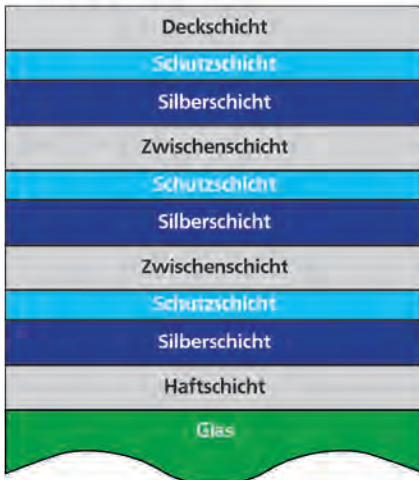 Deckschicht
Schutzschicht
Silberschicht
Zwischenschicht
Schutzschicht
Silberschicht
Zwischenschicht
Schutzschicht
Silberschicht
Haftschicht
Glas